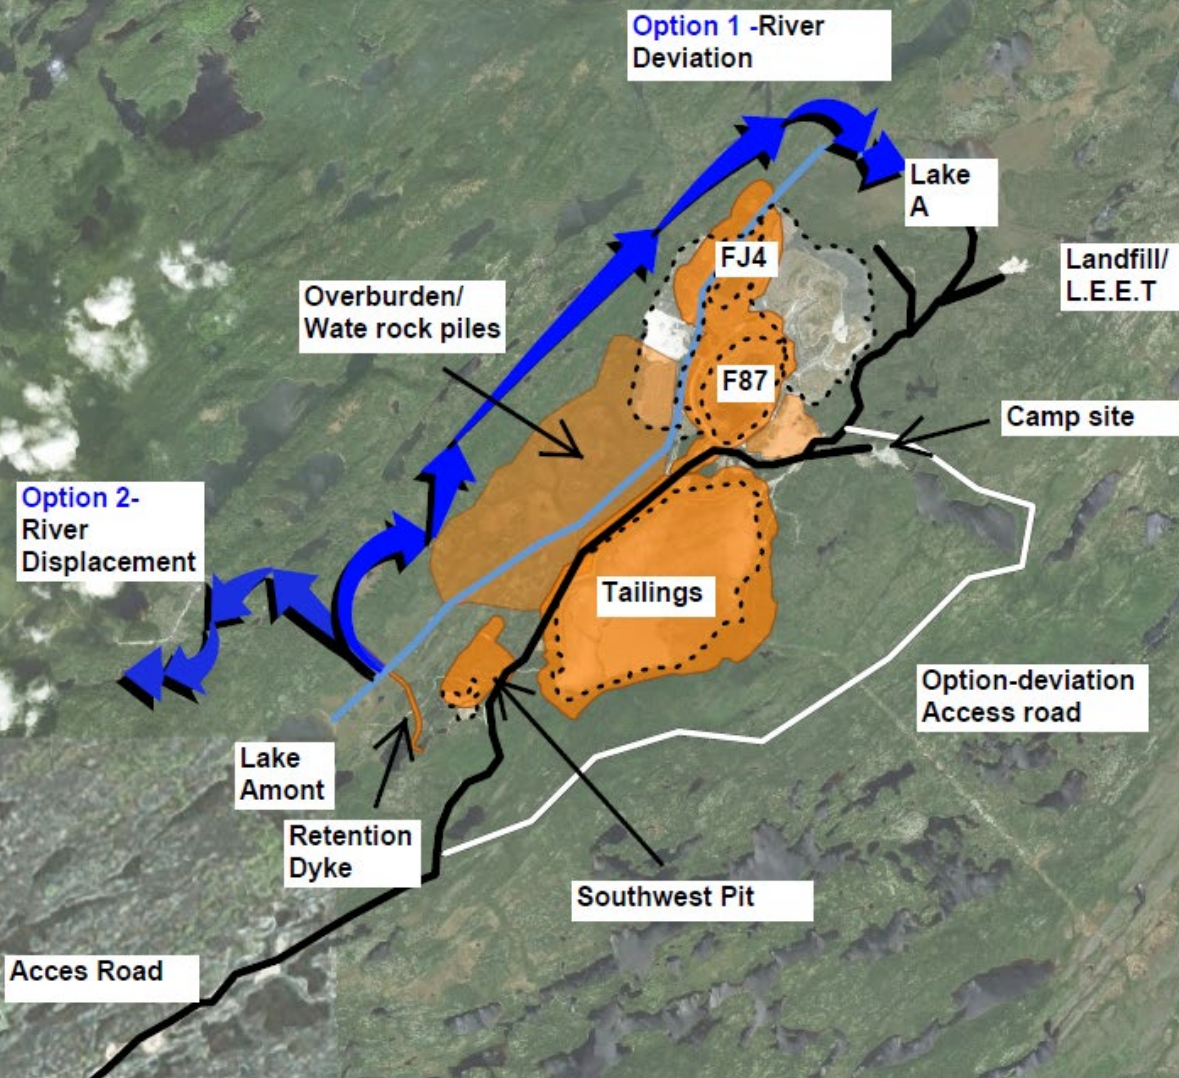 Option 1 -River
Deviation
Lake
A
FJ4
Landfill/
L.E.E.T
Overburden/
Wate rock piles
F87
Camp site
Option 2-
River
Displacement
Tailings
Option-deviation
Access road
Lake
Amont
Retention
Dyke
Southwest Pit
Acces Road